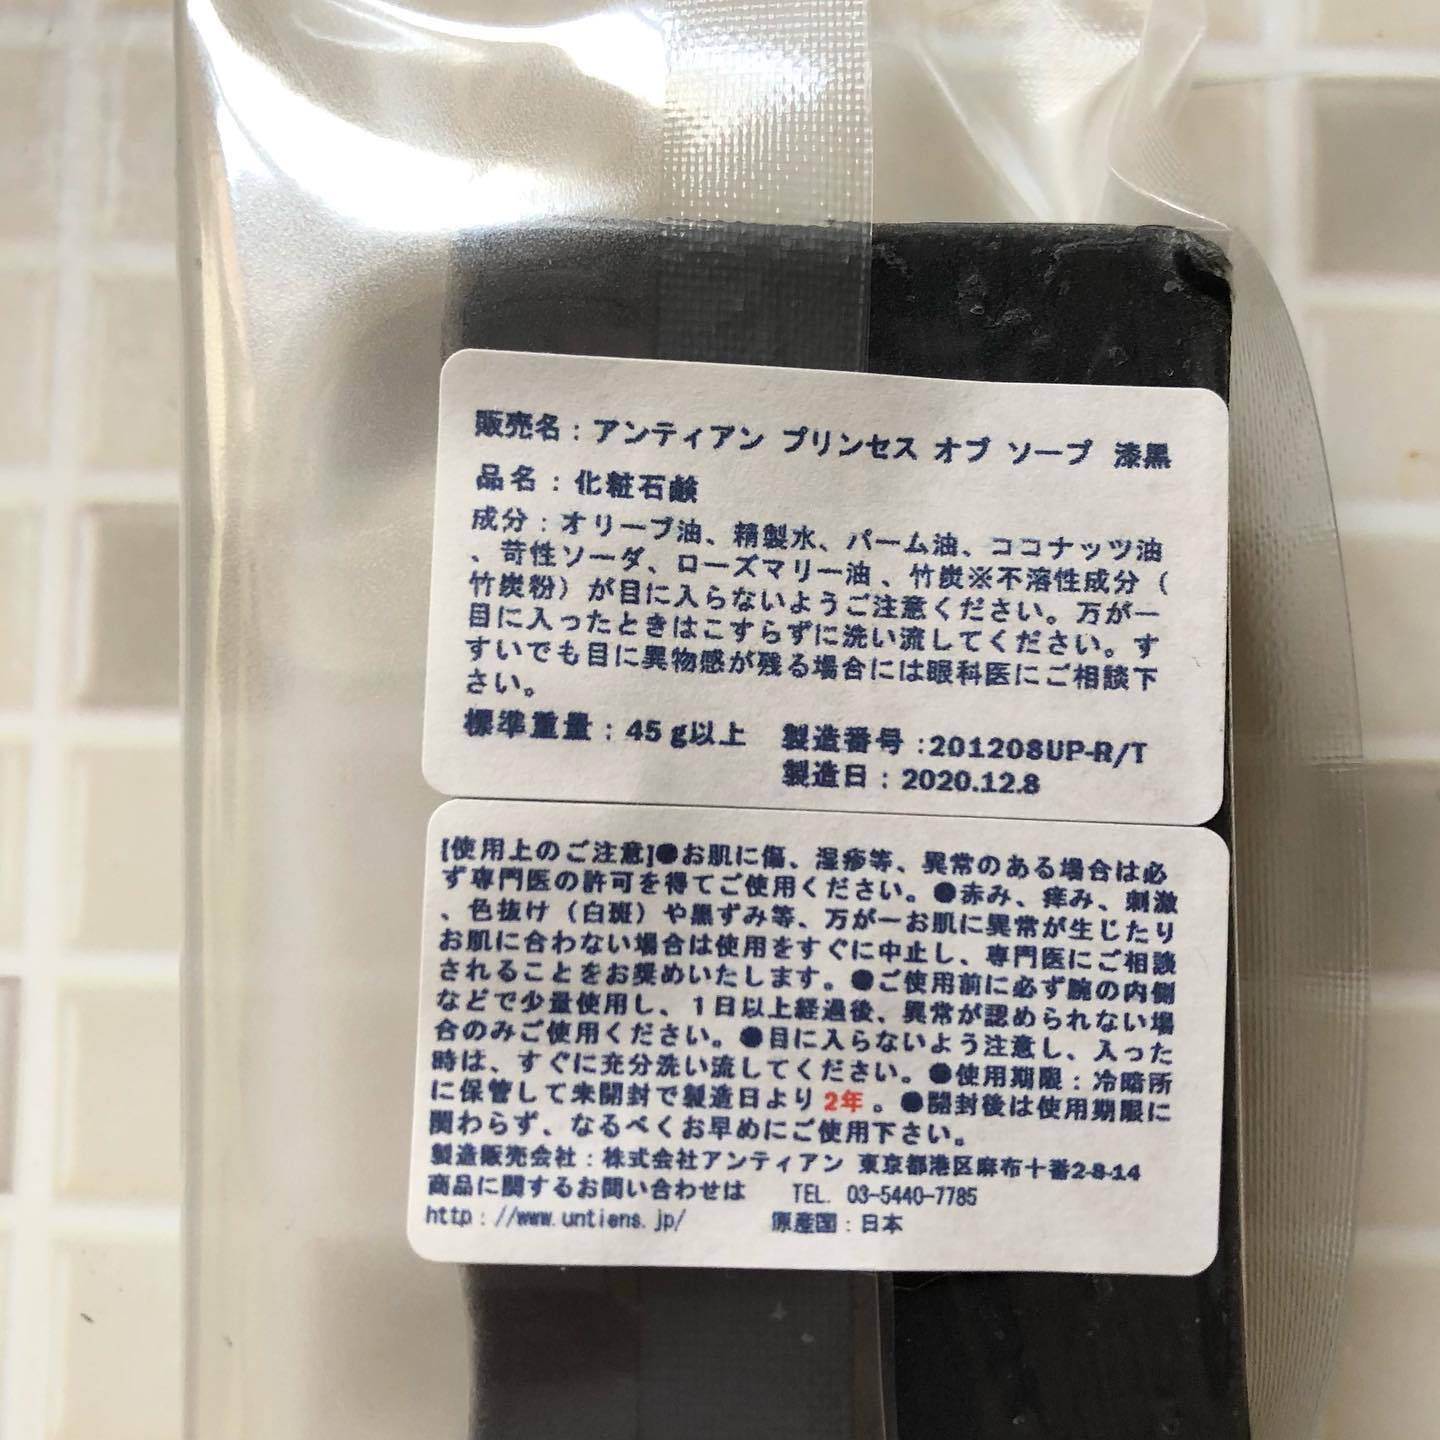 販売名：アンティアン プリンセス オブ ソープ 漆黒
品名：化粧石鹸
成分：オリーブ油、精製水、パーム油、ココナッツ油
、苛性ソーダ、ローズマリー油、竹炭※不溶性成分（
竹炭粉）が目に入らないようご注意ください。万が一
目に入ったときはこすらずに洗い流してください。す
すいでも目に異物感が残る場合には眼科医にご相談下
さい。
標準重量：45g以上 製造番号:201208UP-R/T
製造日：2020.12.8
[使用上のご注意]●お肌に傷、湿疹等、異常のある場合は必
ず専門医の許可を得てご使用ください。●赤み、痒み、刺激
、色抜け（白斑）や黒ずみ等、万が一お肌に異常が生じたり
お肌に合わない場合は使用をすぐに中止し、専門医にご相談
されることをお奨めいたします。●ご使用前に必ず腕の内側
などで少量使用し、1日以上経過後、異常が認められない場
合のみご使用ください。●目に入らないよう注意し、入った
時は、すぐに充分洗い流してください。●使用期限：冷暗所
に保管して未開封で製造日より2年。●開封後は使用期限に
関わらず、なるべくお早めにご使用下さい。
製造販売会社：株式会社アンティアン 東京都港区麻布十番2-8-14
商品に関するお問い合わせは TEL. 03-5440-7785
http://www.untiens.jp/ 原産国：日本